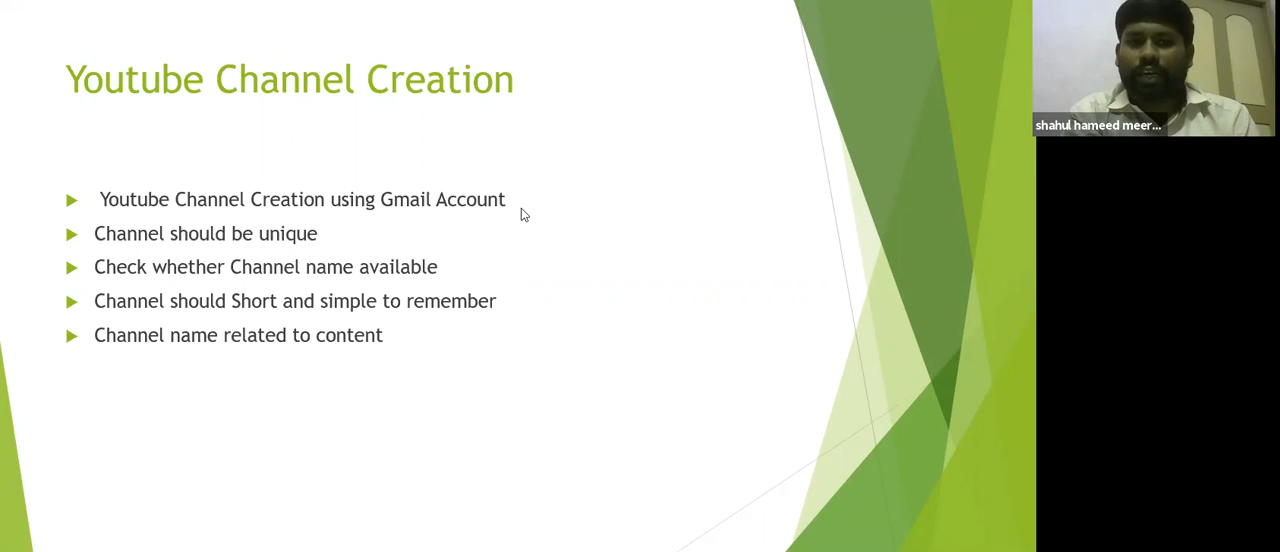 Youtube Channel Creation
shahul hameed meer...
Youtube Channel Creation using Gmail Account
Channel should be unique
Check whether Channel name available
Channel should Short and simple to remember
Channel name related to content